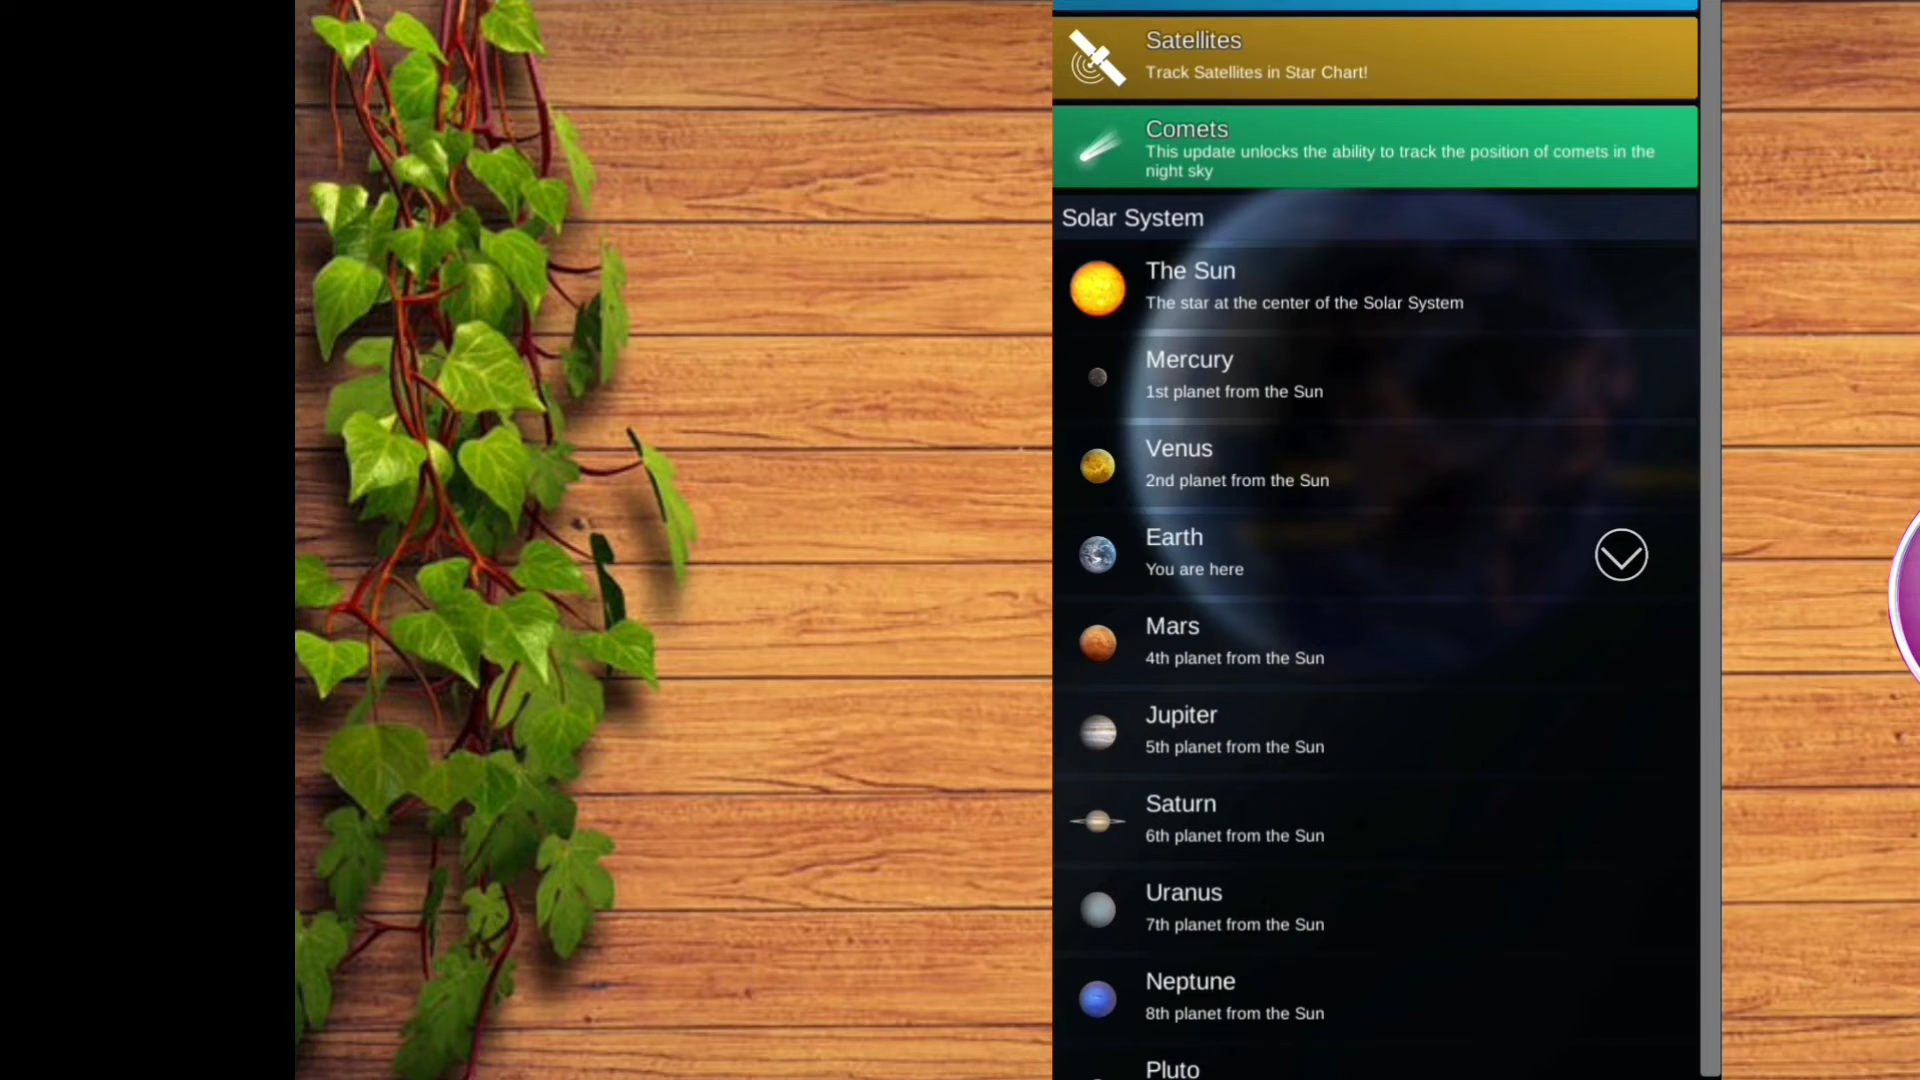 Satellites
Track Satellites in Star Chart!
Comets
This update unlocks the ability to track the position of comets in the
night sky
Solar System
The Sun
The star at the center of the Solar System
Mercury
1st planet from the Sun
Venus
2nd planet from the Sun
Earth
You are here
Mars
4th planet from the Sun
Jupiter
5th planet from the Sun
Saturn
6th planet from the Sun
Uranus
7th planet from the Sun
Neptune
8th planet from the Sun
Pluto